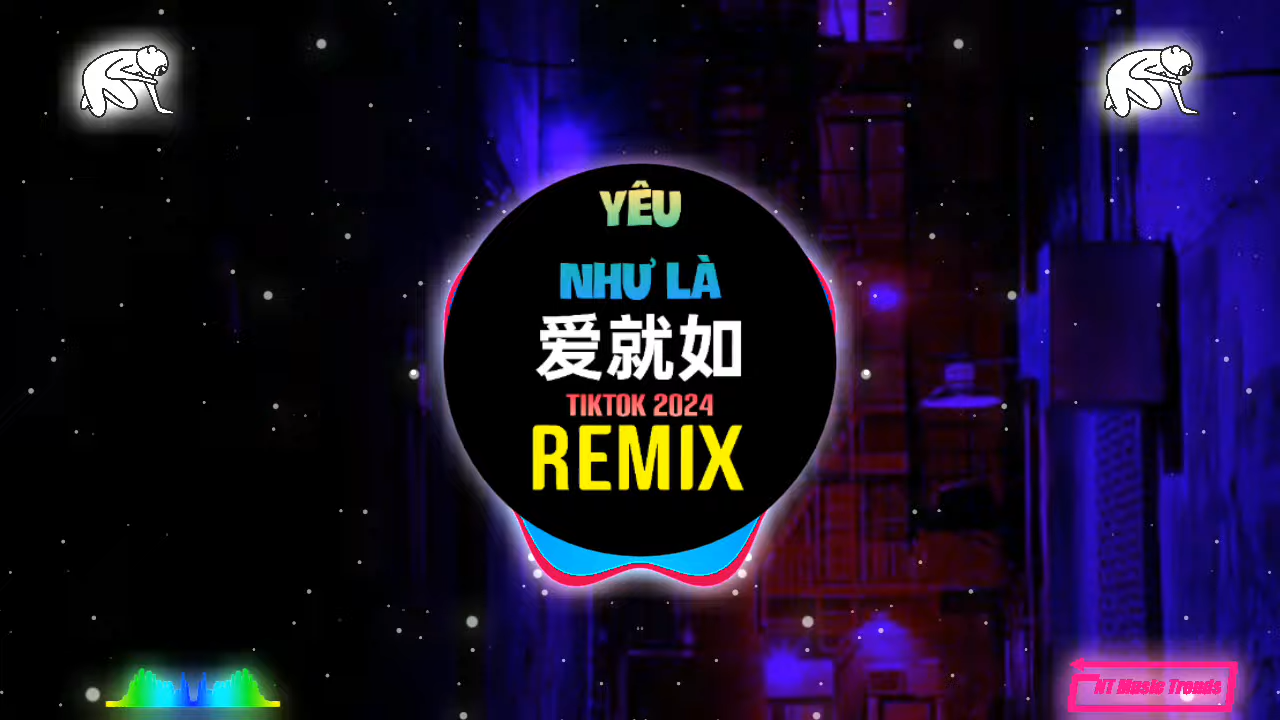 YÊU
NHƯ LÀ
爱就如
TIKTOK 2024
REMIX
NT Music Trends